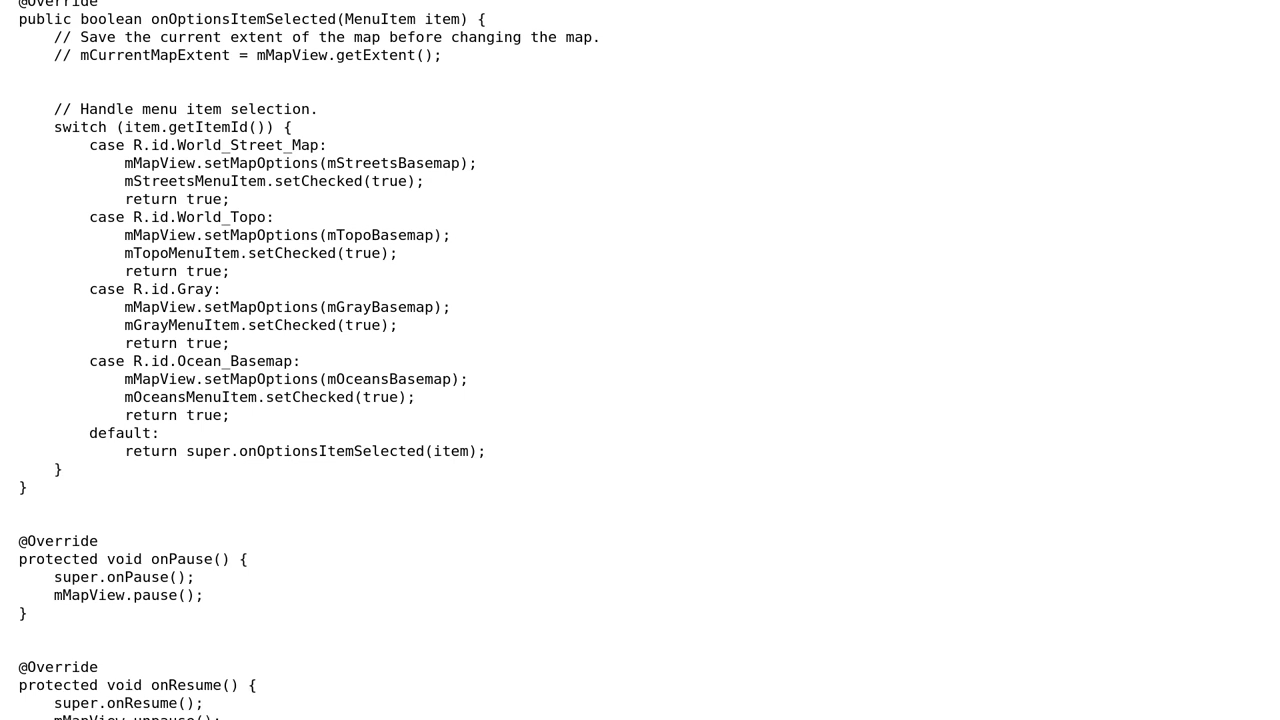 @Override
public boolean onOptionsItemSelected(MenuItem item) {
    // Save the current extent of the map before changing the map.
    // mCurrentMapExtent = mMapView.getExtent();
    // Handle menu item selection.
    switch (item.getItemId()) {
        case R.id.World_Street_Map:
            mMapView.setMapOptions(mStreetsBasemap);
            mStreetsMenuItem.setChecked(true);
            return true;
        case R.id.World_Topo:
            mMapView.setMapOptions(mTopoBasemap);
            mTopoMenuItem.setChecked(true);
            return true;
        case R.id.Gray:
            mMapView.setMapOptions(mGrayBasemap);
            mGrayMenuItem.setChecked(true);
            return true;
        case R.id.Ocean_Basemap:
            mMapView.setMapOptions(mOceansBasemap);
            mOceansMenuItem.setChecked(true);
            return true;
        default:
            return super.onOptionsItemSelected(item);
    }
}
@Override
protected void onPause() {
    super.onPause();
    mMapView.pause();
}
@Override
protected void onResume() {
    super.onResume();
    mMapView.unpause();